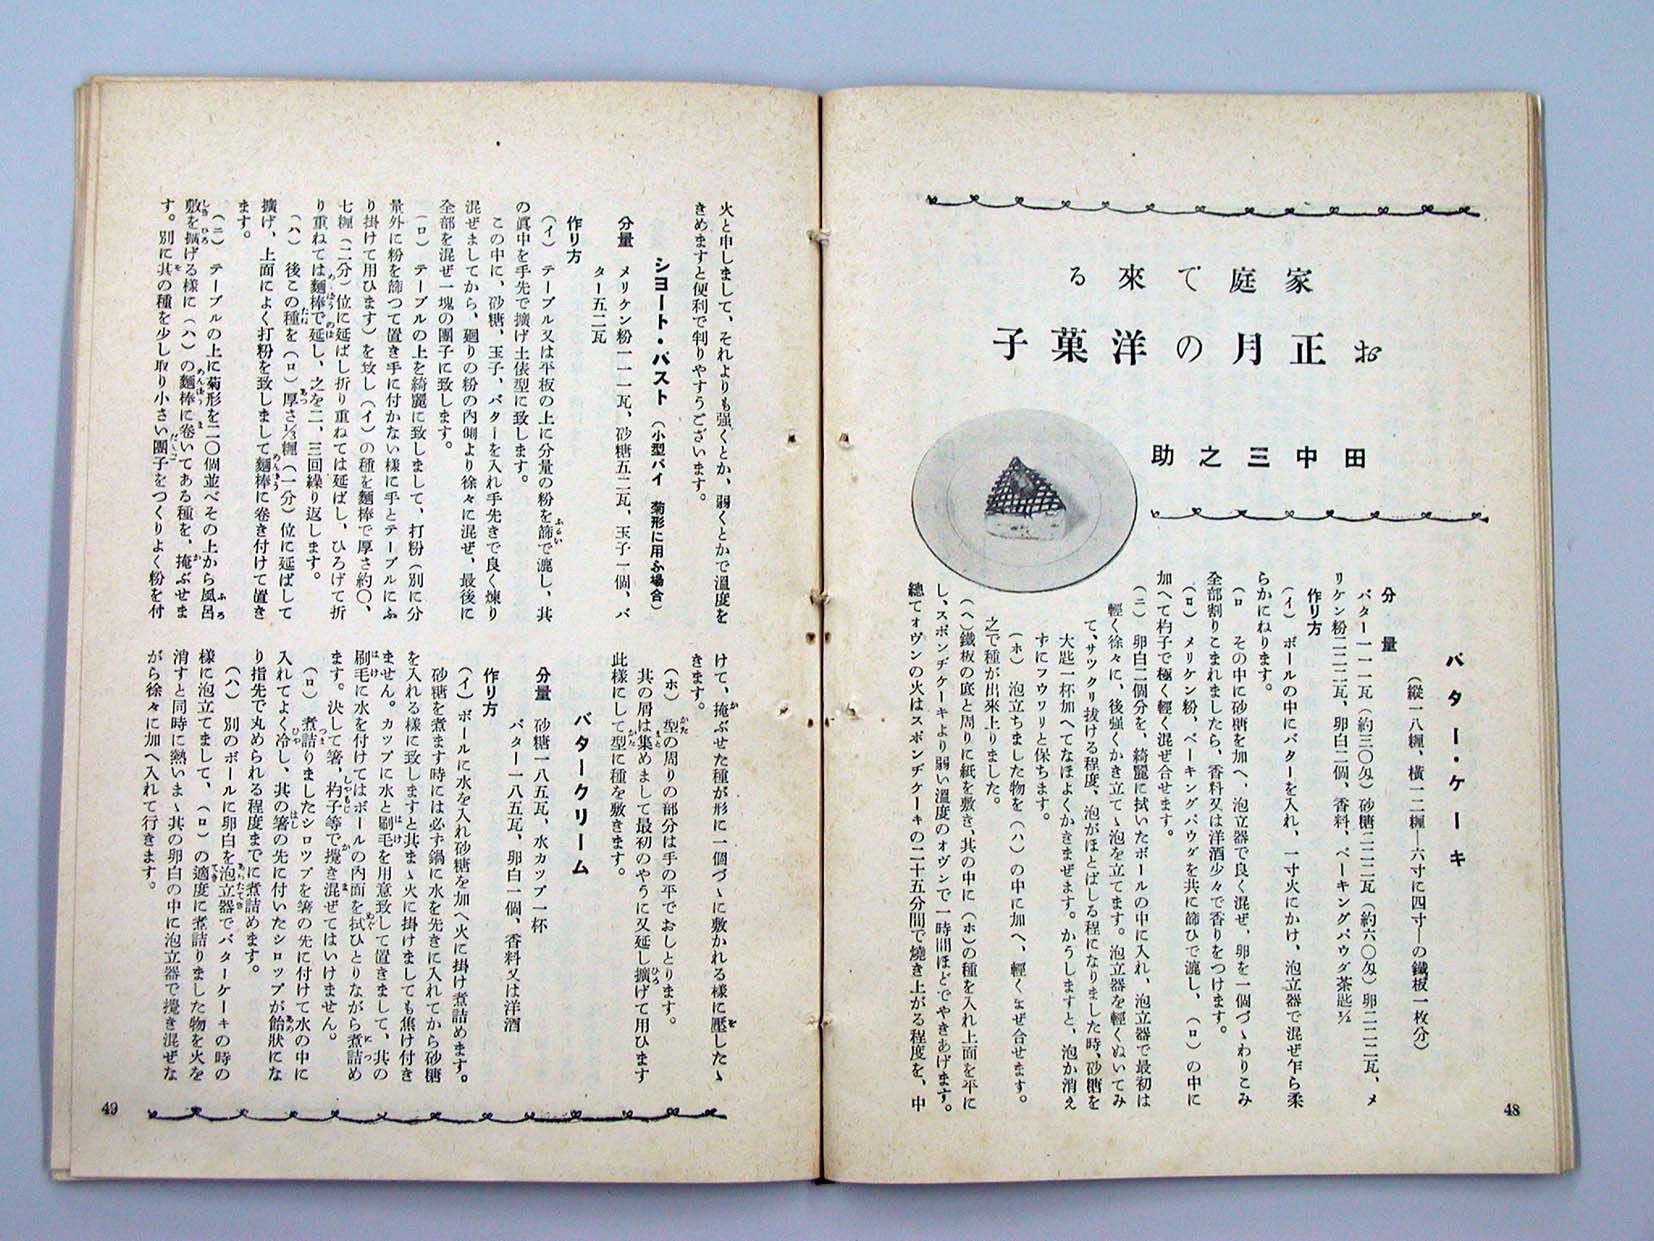 家庭で來る
お正月の洋菓子
田中三之助
バター・ケーキ
(縱一八糎、橫一二糎―六寸に四寸―の鐵板一枚分)
分量
バター一一一瓦(約三〇匁)砂糖二二二瓦(約六〇匁)卵二二二瓦、メ
リケン粉二二二瓦、卵白二個、香料、ベーキングパウダ茶匙½
作り方
(イ) ボールの中にバターを入れ、一寸火にかけ、泡立器で混ぜ乍ら柔
らかにねります。
(ロ その中に砂糖を加へ、泡立器で良く混ぜ、卵を一個づゝわりこみ
全部割りこまれましたら、香料又は洋酒少々で香りをつけます。
(ロ) メリケン粉、ベーキングパウダを共に篩ひで漉し、(ロ)の中に
加へて杓子で極く輕く混ぜ合せます。
(ニ) 卵白二個分を、綺麗に拭いたボールの中に入れ、泡立器で最初は
輕く徐々に、後強くかき立てゝ泡を立てます。泡立器を輕くぬいてみ
て、サツクリ拔ける程度、泡がほとばしる程になりました時、砂糖を
大匙一杯加へてなほよくかきまぜます。かうしますと、泡が消え
ずにフワワリと保ちます。
(ホ) 泡立ちました物を(ハ)の中に加へ、輕くまぜ合せます。
之で種が出來上りました。
(ヘ)鐵板の底と周りに紙を敷き、其の中に(ホ)の種を入れ上面を平に
し、スポンヂケーキより弱い溫度のオヴンで一時間ほどでやきあげます。
總てオヴンの火はスポンヂケーキの二十五分間で燒き上がる程度を、中
48
火と申しまして、それよりも强くとか、弱くとかで溫度を
きめますと便利で判りやすうございます。
シヨート・パスト (小型パイ 菊形に用ふ場合)
分量 メリケン粉一一一瓦、砂糖五二瓦、玉子一個、バ
ター五二瓦
作り方
(イ) テーブル又は平板の上に分量の粉を篩で漉し、其
の眞中を手先で擴げ土俵型に致します。
この中に、砂糖、玉子、バターを入れ手先きで良く煉り
混ぜましてから、廻りの粉の內側より徐々に混ぜ、最後に
全部を混ぜ一塊の團子に致します。
(ロ) テーブルの上を綺麗に致しまして、打粉(別に分
量外に粉を篩つて置き手に付かない樣に手とテーブルにふ
り掛けて用ひます)を致し(イ)の種を麵棒で厚さ約〇、
七糎(二分)位に延ばし折り重ねては延ばし、ひろげて折
り重ねては麵棒で延し、之を二、三回繰り返します。
(ハ) 後この種を(ロ)厚さ⅓糎(一分)位に延ばして
擴げ、上面によく打粉を致しまして麵棒に卷き付けて置き
ます。
(ニ) テーブルの上に菊形を二〇個並べその上から風呂
敷を擴げる樣に(ハ)の麵棒に卷いてある種を、掩ぶせま
す。別に其の種を少し取り小さい團子をつくりよく粉を付
けて、掩ぶせた種が形に一個づゝに敷かれる樣に壓したゝ
きます。
(ホ) 型の周りの部分は手の平でおしとります。
其の屑は集めまして最初のやうに又延し擴げて用ひます
此樣にして型に種を敷きます。
バタークリーム
分量 砂糖一八五瓦、水カップ一杯
バター一八五瓦、卵白一個、香料又は洋酒
作り方
(イ) ボールに水を入れ砂糖を加へ火に掛け煮詰めます。
砂糖を煮ます時には必ず鍋に水を先きに入れてから砂糖
を入れる樣に致しますと其まゝ火に掛けましても焦け付き
ません。カップに水と刷毛を用意致して置きまして、其の
刷毛に水を付けてはボールの內面を拭ひとりながら煮詰め
ます。決して箸、杓子等で攪き混ぜてはいけません。
(ロ) 煮詰りましたシロツプを箸の先に付けて水の中に
入れてよく冷し、其の箸の先に付いたシロップが飴狀にな
り指先で丸められる程度までに煮詰めます。
(ハ) 別のボールに卵白を泡立器でバターケーキの時の
樣に泡立てまして、(ロ)の適度に煮詰りました物を火を
消すと同時に熱いまゝ其の卵白の中に泡立器で攪き混ぜな
がら徐々に加へ入れて行きます。
49